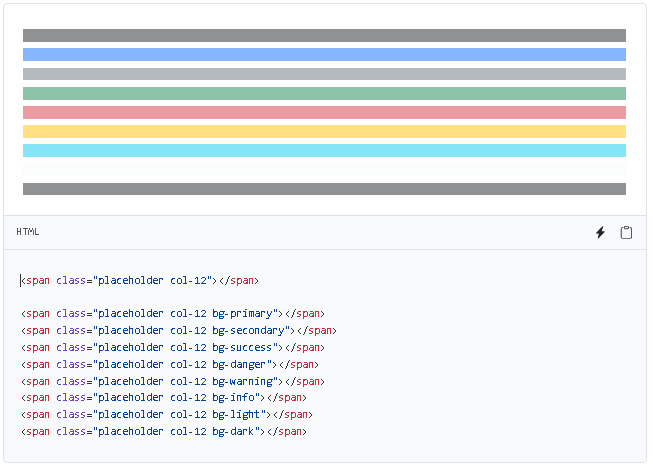 HTML
<span class="placeholder col-12"></span>
<span class="placeholder col-12 bg-primary"></span>
<span class="placeholder col-12 bg-secondary"></span>
<span class="placeholder col-12 bg-success"></span>
<span class="placeholder col-12 bg-danger"></span>
<span class="placeholder col-12 bg-warning"></span>
<span class="placeholder col-12 bg-info"></span>
<span class="placeholder col-12 bg-light"></span>
<span class="placeholder col-12 bg-dark"></span>